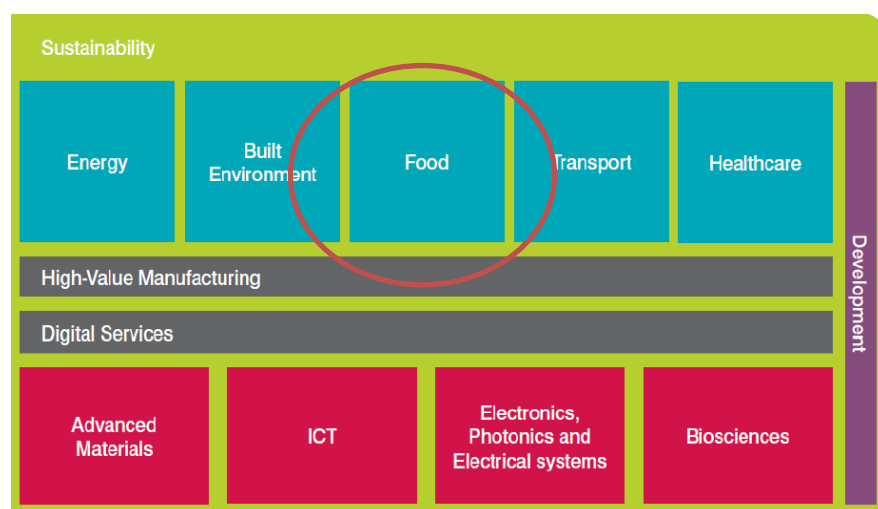 Sustainability
Energy
Built
Environment
Food
Transport
Healthcare
Development
High-Value Manufacturing
Digital Services
Advanced
Materials
ICT
Electronics,
Photonics and
Electrical systems
Biosciences